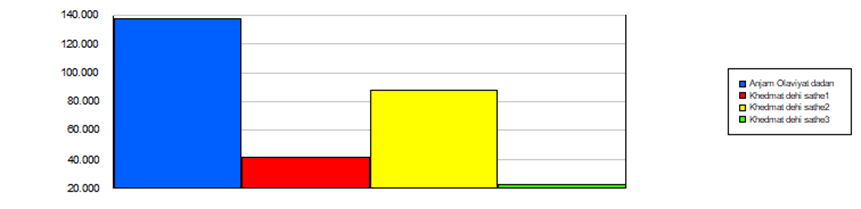 140.000
120.000
100.000
80.000
60.000
40.000
20.000
Anjam Olaviyat dadan
Khedmat dehi sathe1
Khedmat dehi sathe2
Khedmat dehi sathe3